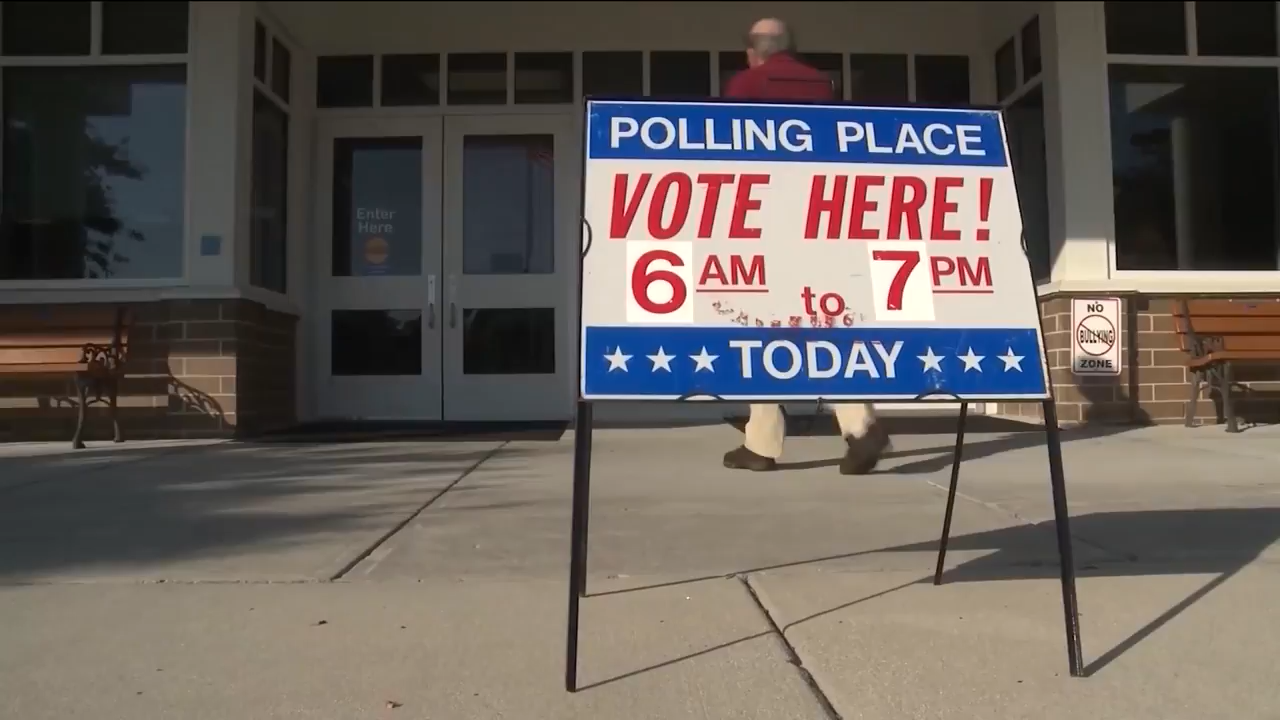 POLLING PLACE
VOTE HERE!
6 AM to 7 PM
★ ★ ★ TODAY ★ ★ ★
Enter
Here
NO
BULLYING
ZONE